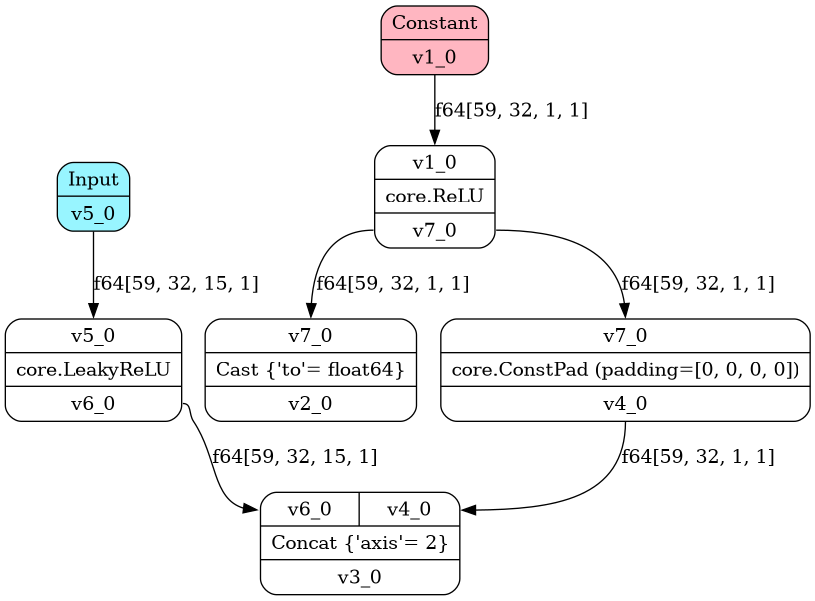 Constant
v1_0
f64[59, 32, 1, 1]
v1_0
core.ReLU
v7_0
Input
v5_0
f64[59, 32, 15, 1]
f64[59, 32, 1, 1]
f64[59, 32, 1, 1]
v5_0
core.LeakyReLU
v6_0
v7_0
Cast {'to'= float64}
v2_0
v7_0
core.ConstPad (padding=[0, 0, 0, 0])
v4_0
f64[59, 32, 15, 1]
f64[59, 32, 1, 1]
v6_0 v4_0
Concat {'axis'= 2}
v3_0